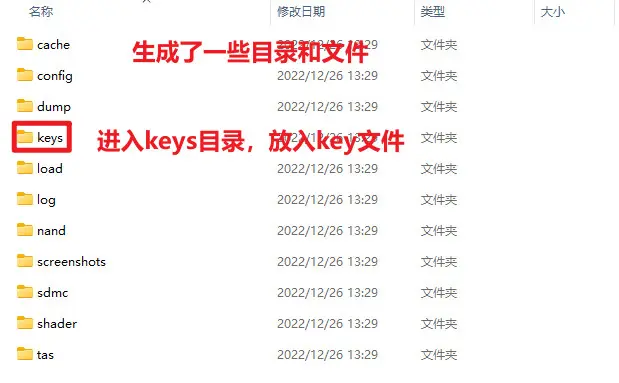 名称 修改日期 类型 大小
cache 2022/12/26 13:29 文件夹
生成了一些目录和文件
config 2022/12/26 13:29 文件夹
dump 2022/12/26 13:29 文件夹
keys 2022/12/26 13:29 文件夹
进入keys目录，放入key文件
load 2022/12/26 13:29 文件夹
log 2022/12/26 13:29 文件夹
nand 2022/12/26 13:29 文件夹
screenshots 2022/12/26 13:29 文件夹
sdmc 2022/12/26 13:29 文件夹
shader 2022/12/26 13:29 文件夹
tas 2022/12/26 13:29 文件夹